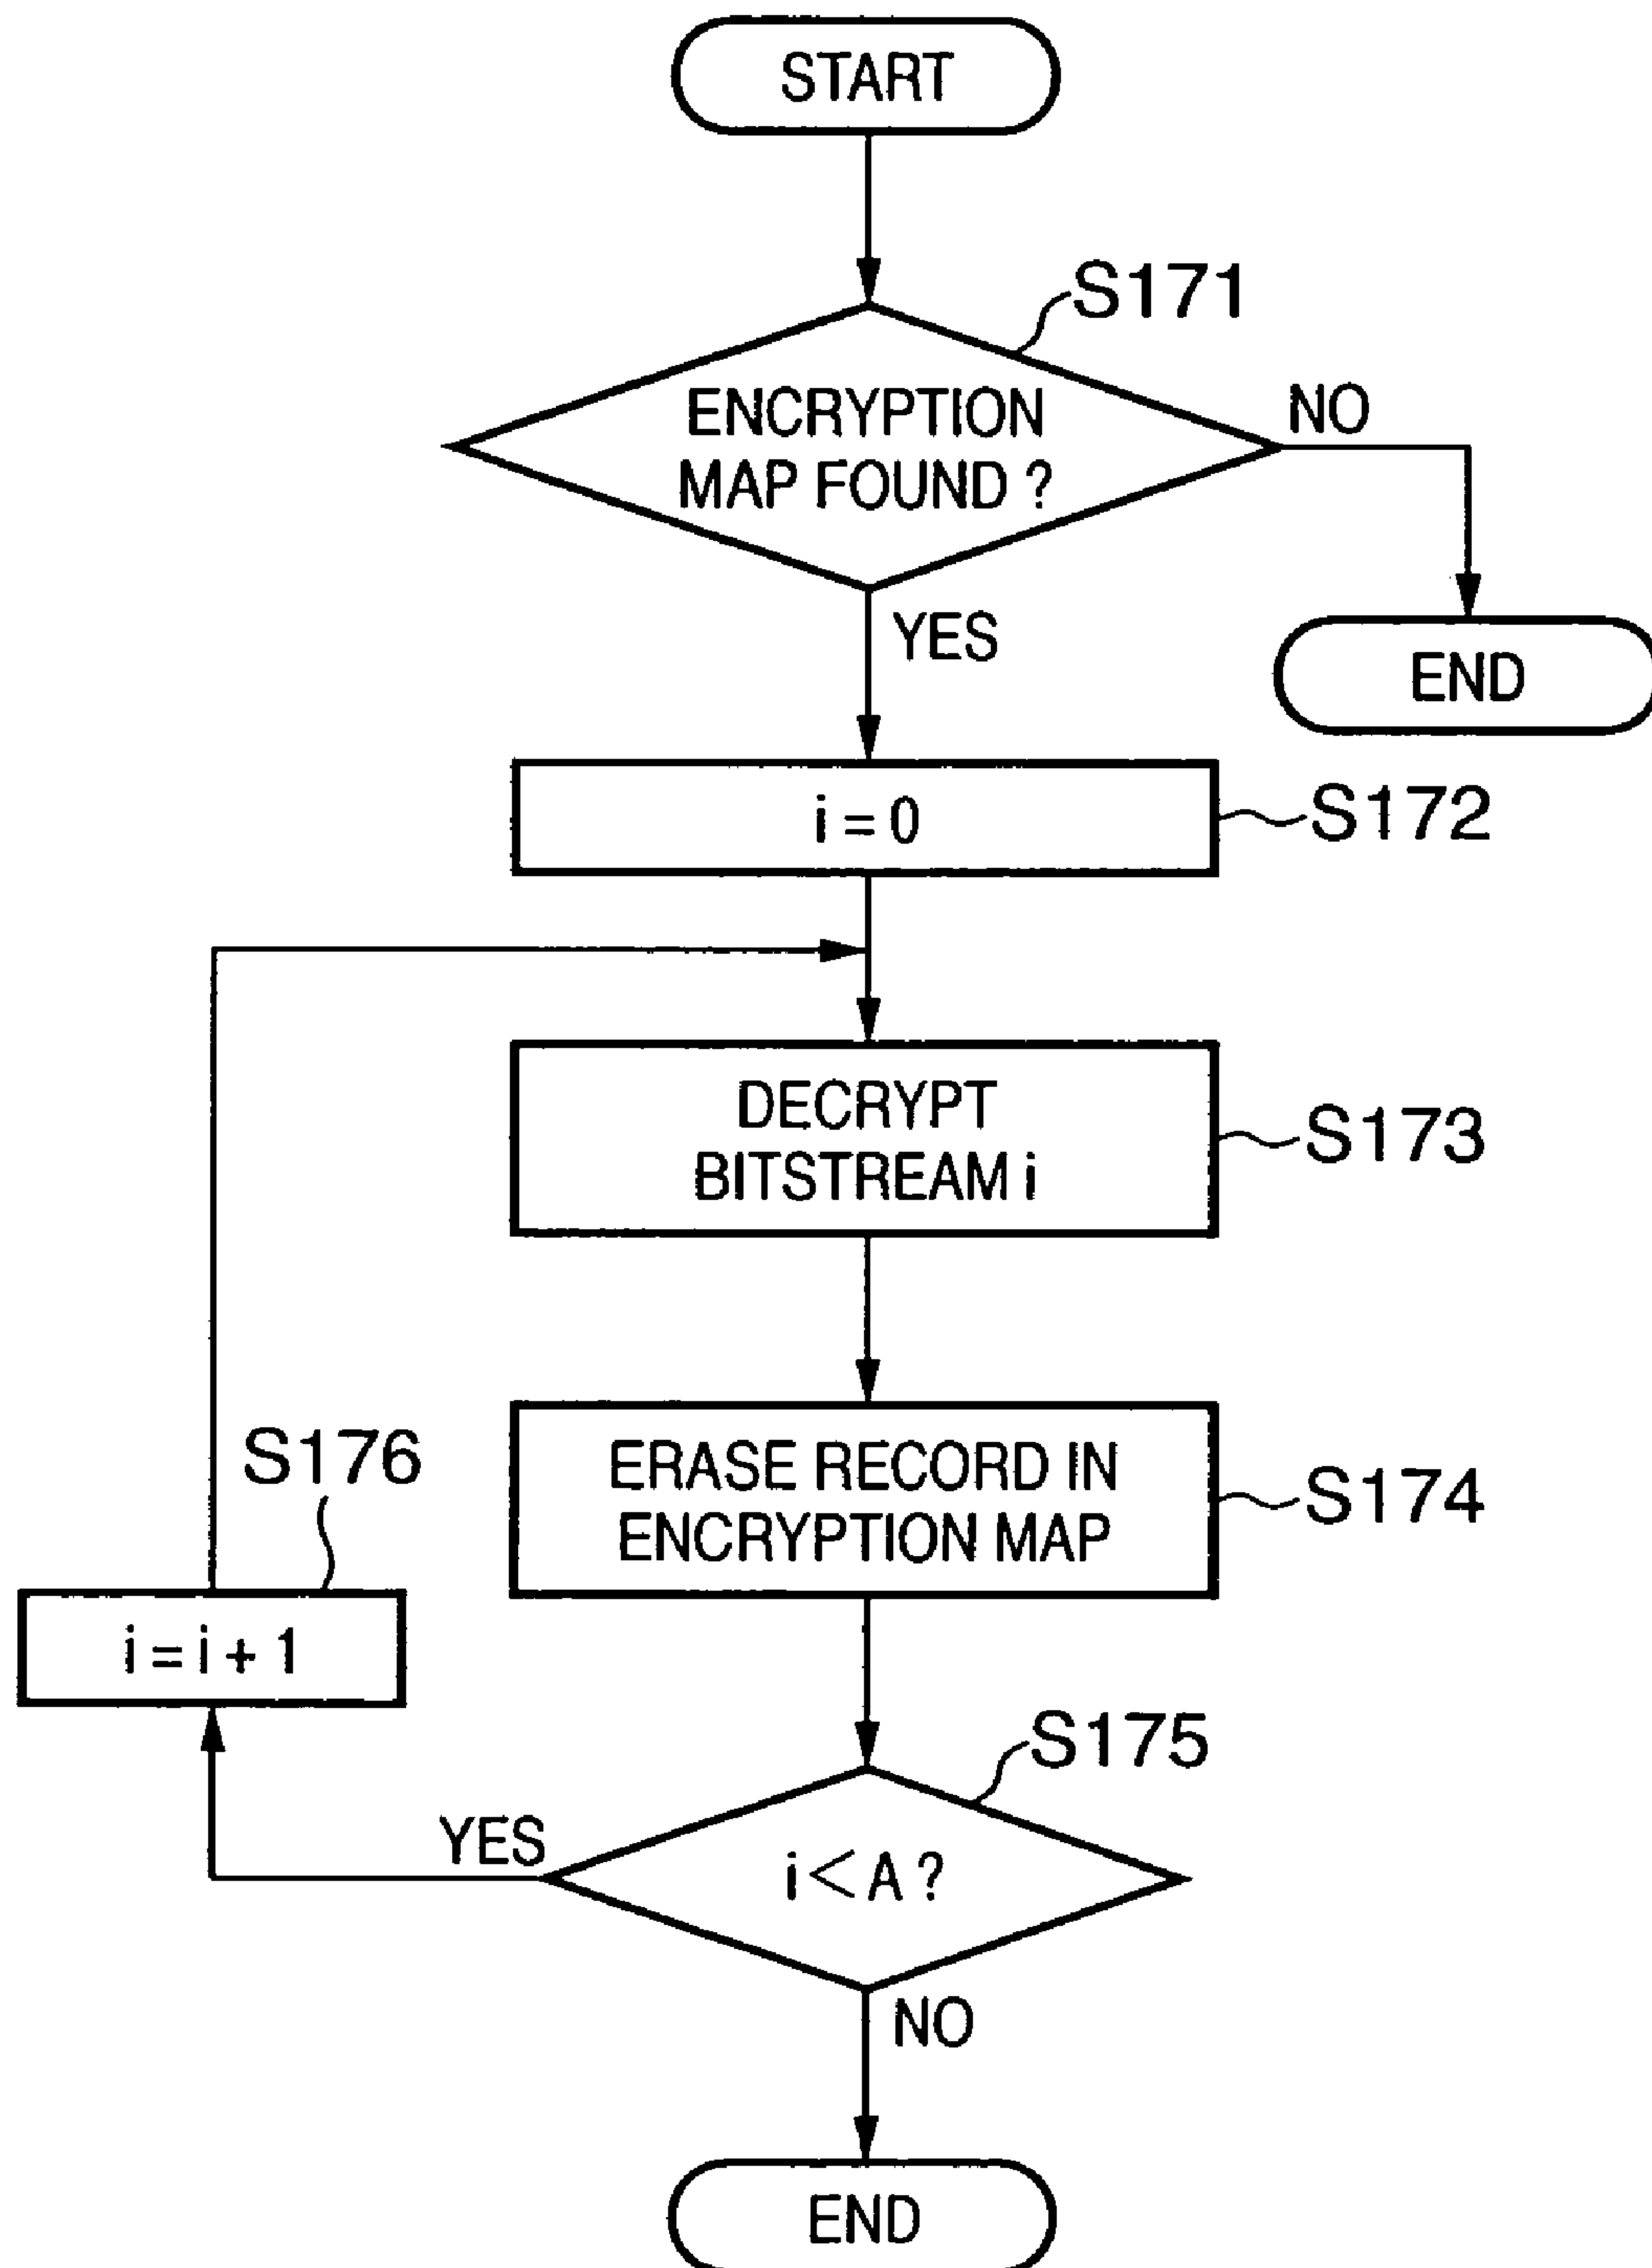 START
S171
ENCRYPTION
MAP FOUND ?
NO
YES
END
i = 0
S172
DECRYPT
BITSTREAM i
S173
ERASE RECORD IN
ENCRYPTION MAP
S174
S176
i = i + 1
S175
YES
i < A ?
NO
END